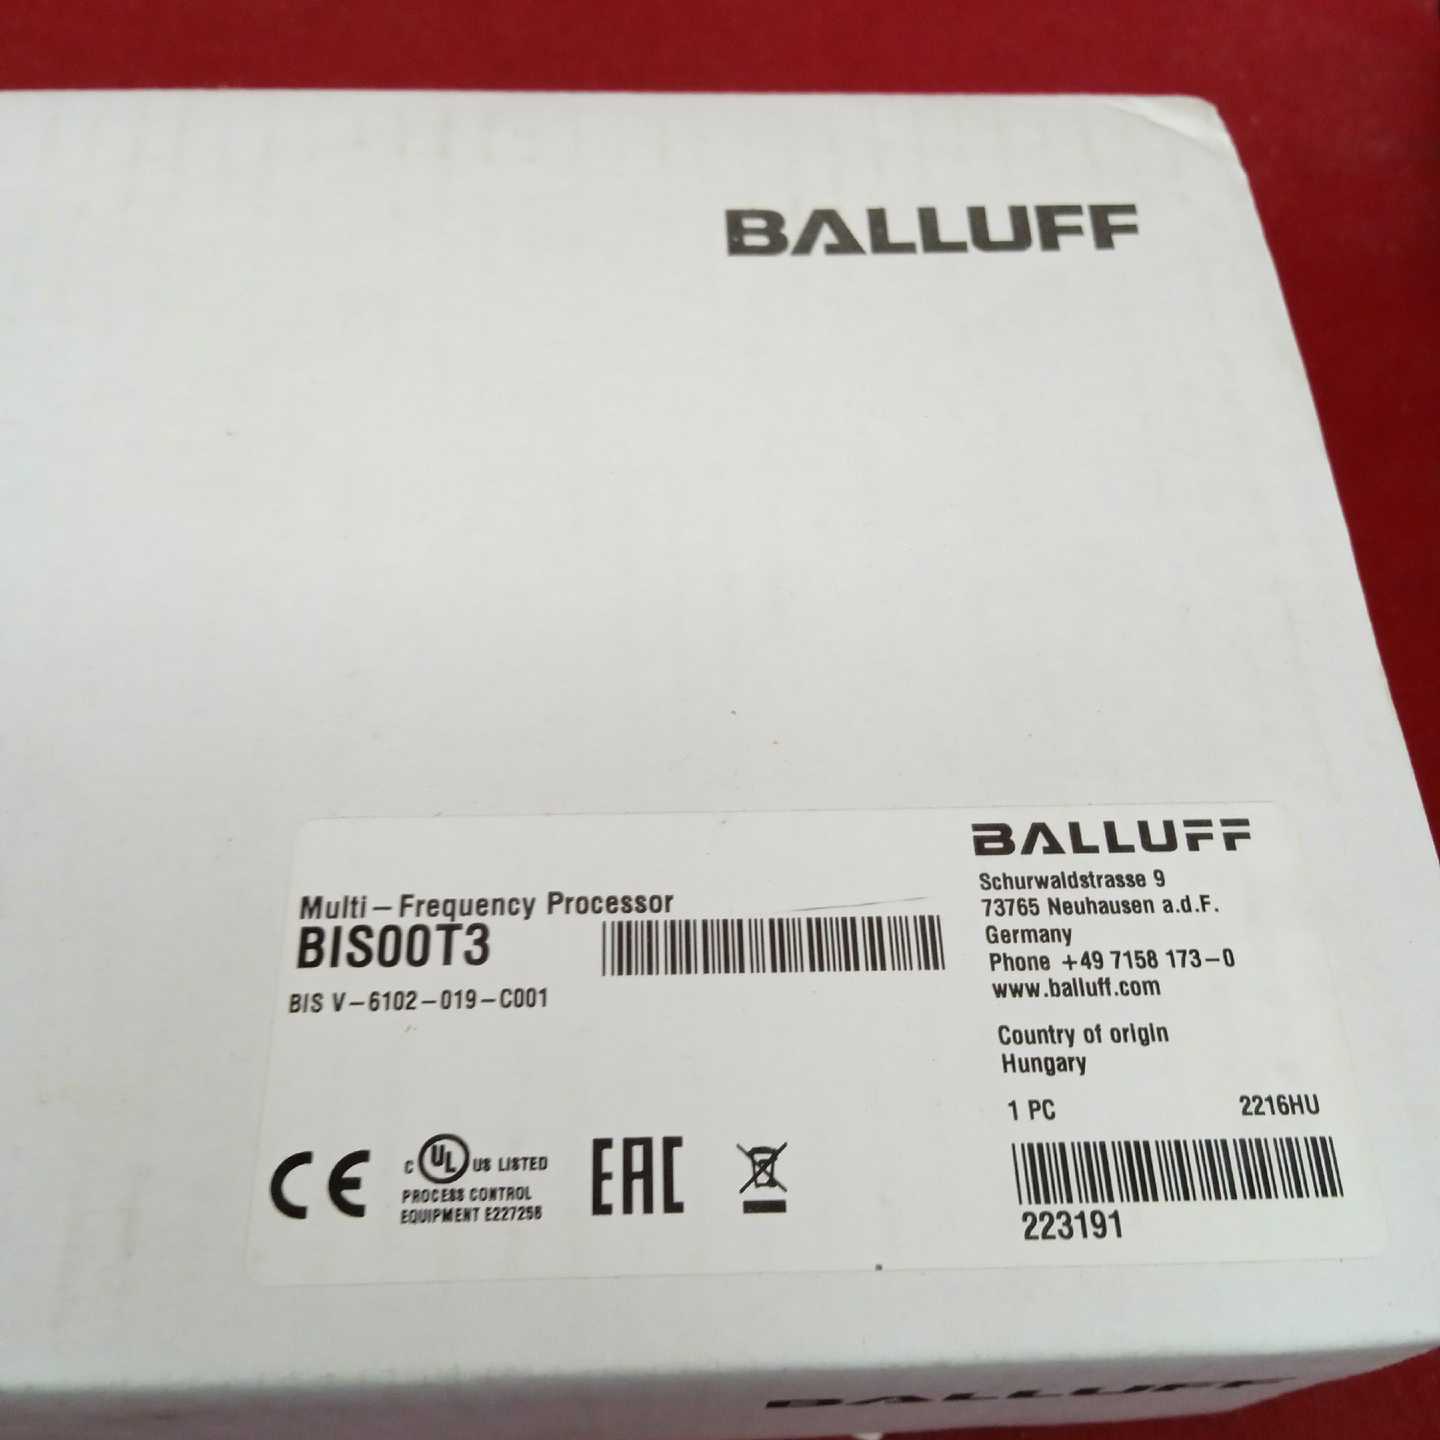 BALLUFF
BALLUFF
Multi-Frequency Processor
BIS00T3
BIS V-6102-019-C001
Schurwaldstrasse 9
73765 Neuhausen a.d.F.
Germany
Phone +49 7158 173-0
www.balluff.com
Country of origin
Hungary
1 PC 2216HU
CE
C UL US LISTED
PROCESS CONTROL
EQUIPMENT E227256
EAC
223191
BALLUFF